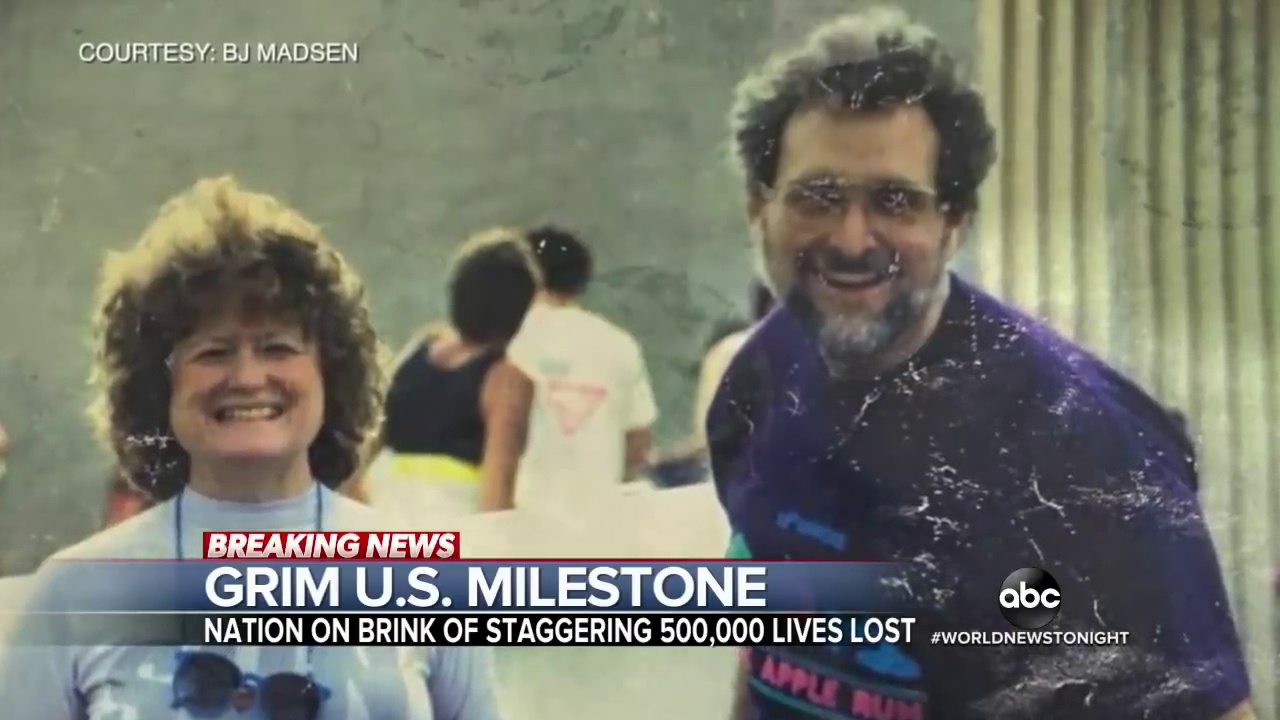 COURTESY: BJ MADSEN
BREAKING NEWS
GRIM U.S. MILESTONE
NATION ON BRINK OF STAGGERING 500,000 LIVES LOST
abc
#WORLDNEWSTONIGHT
APPLE RUN